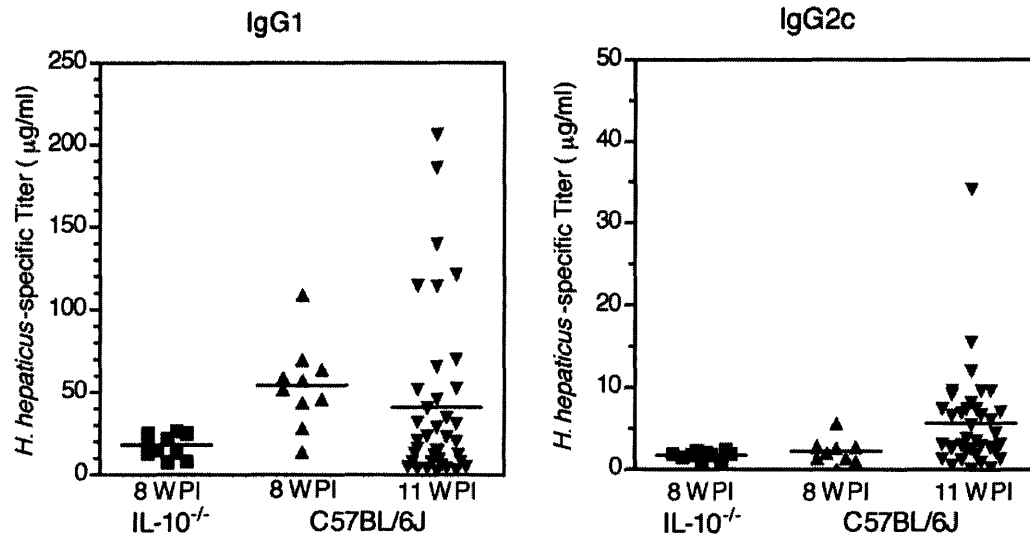 IgG1
H. hepaticus-specific Titer ( µg/ml)
250
200
150
100
50
0
8 WPI
8 WPI
11 WPI
IL-10-/-
C57BL/6J
IgG2c
H. hepaticus -specific Titer ( µg/ml)
50
40
30
20
10
0
8 WPI
8 WPI
11 WPI
IL-10-/-
C57BL/6J